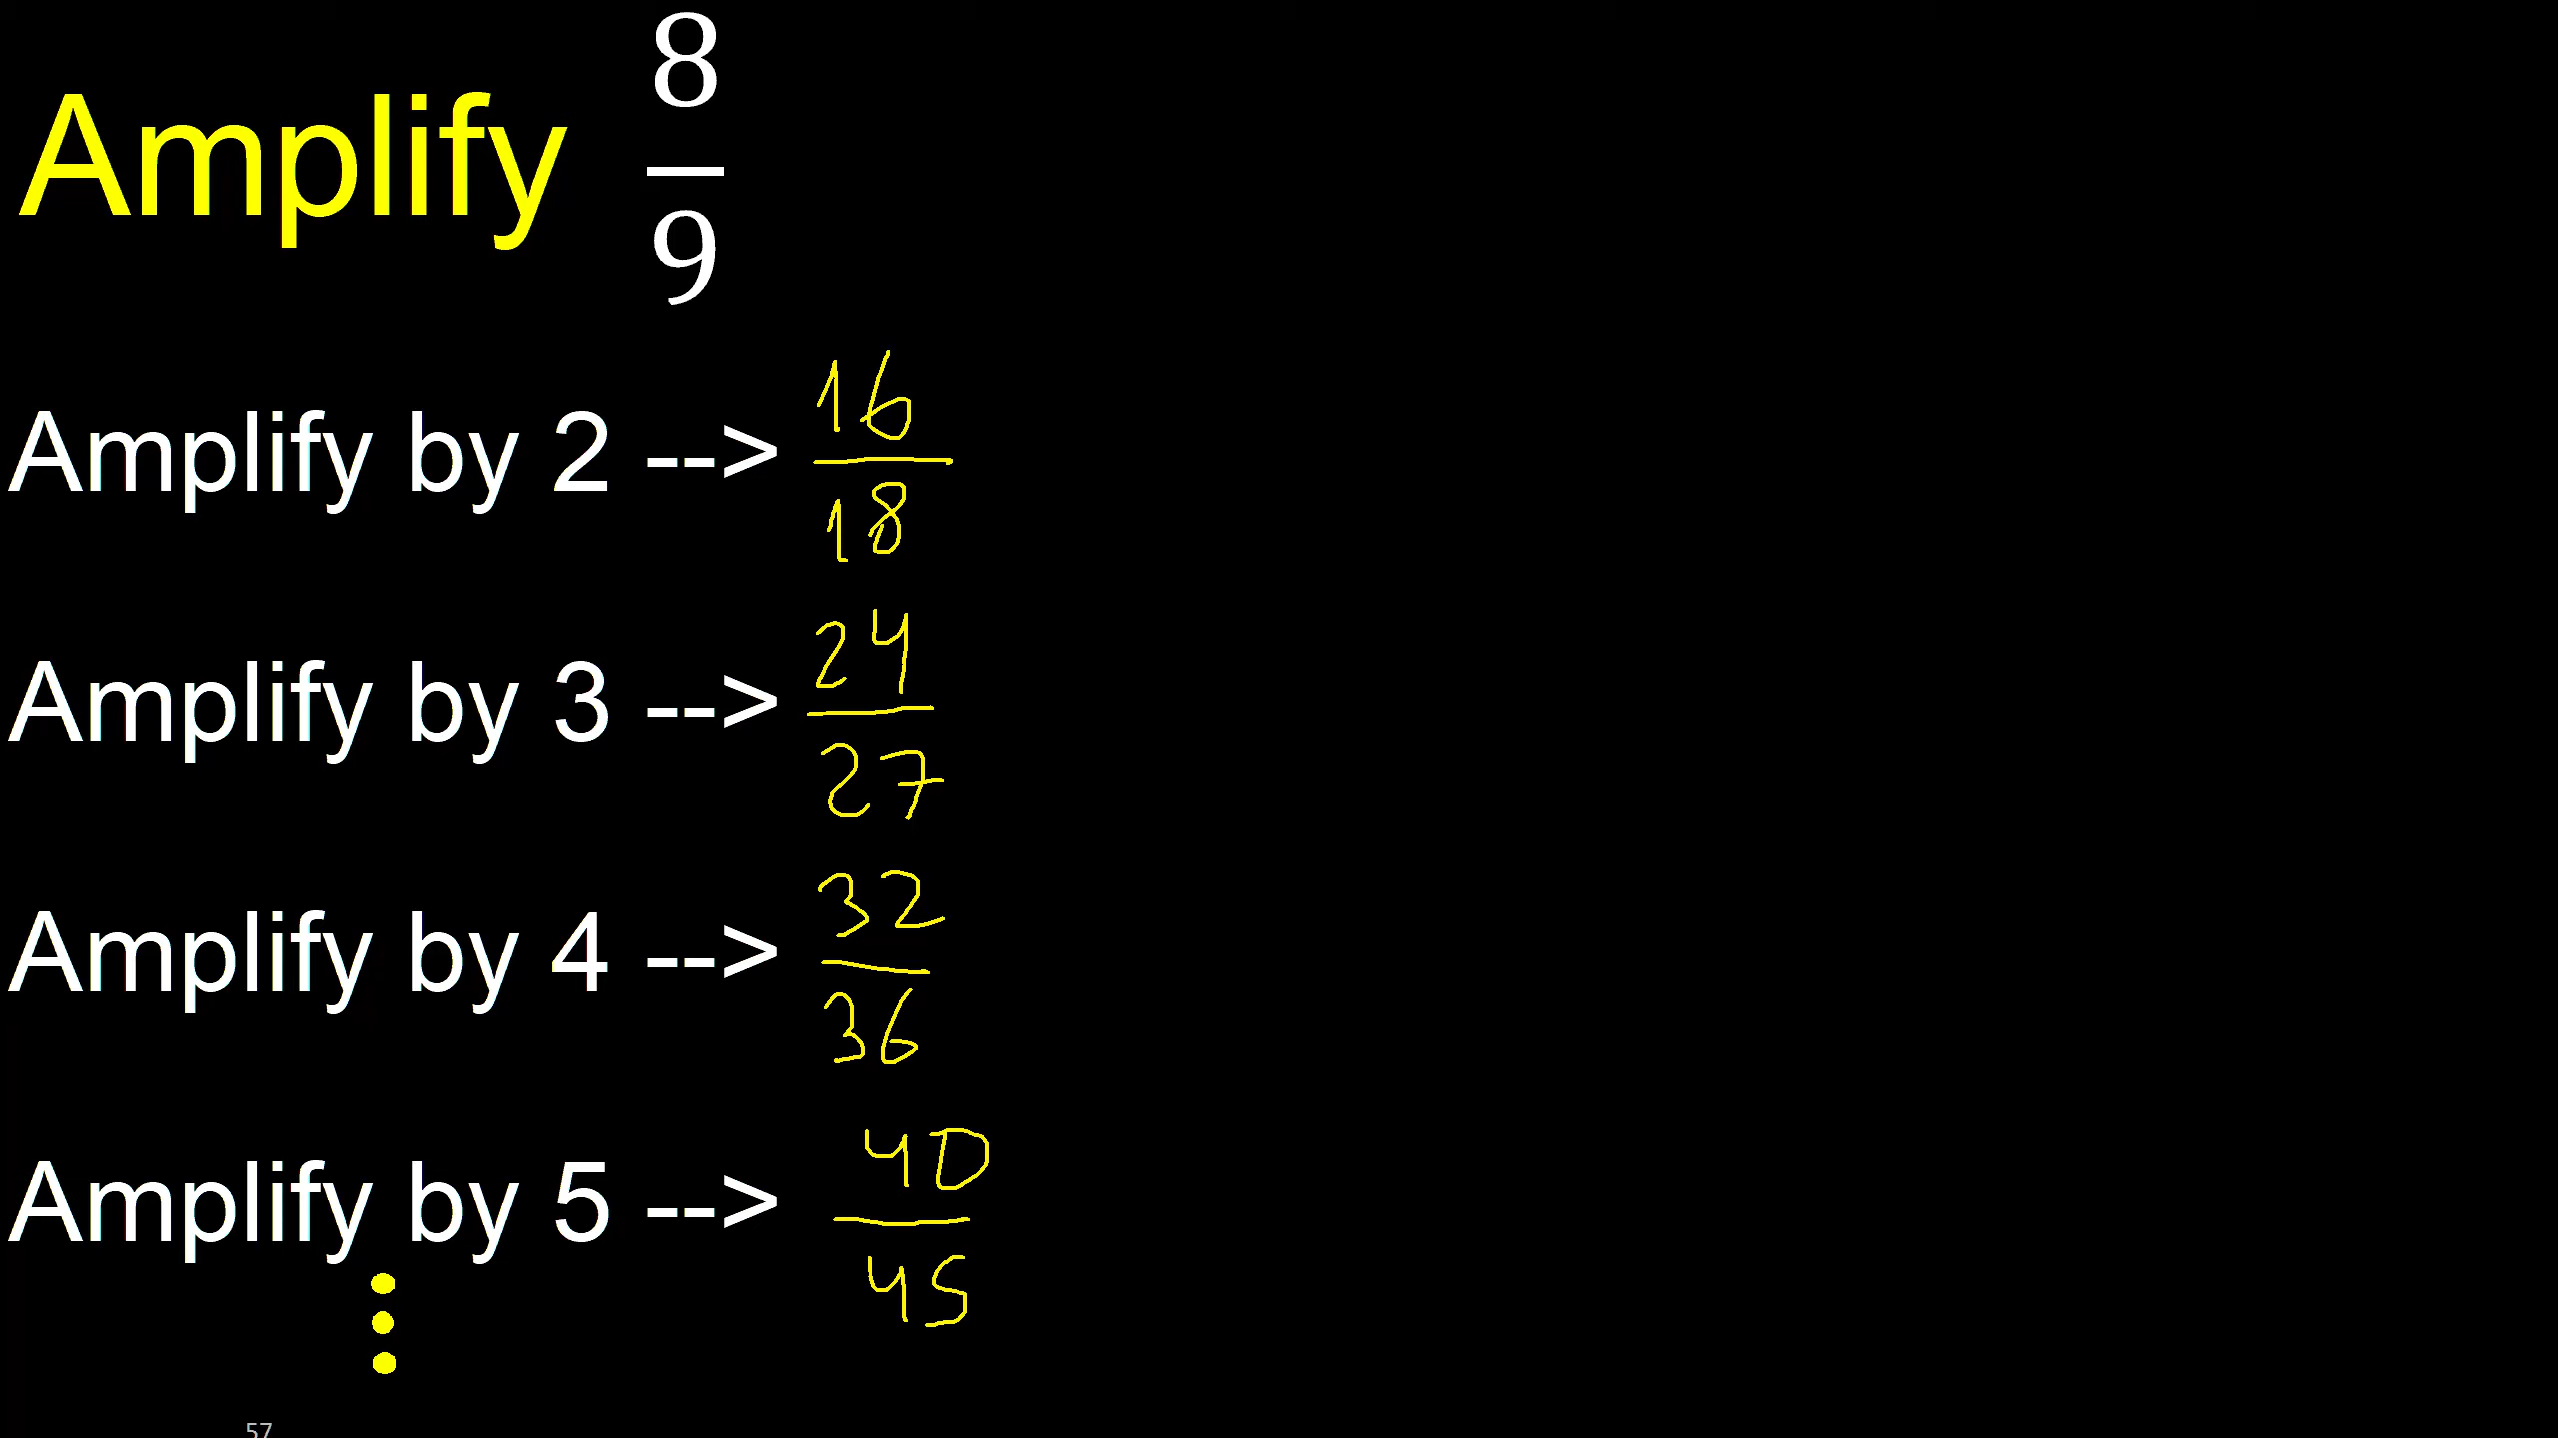 Amplify 8/9
Amplify by 2 --> 16/18
Amplify by 3 --> 24/27
Amplify by 4 --> 32/36
Amplify by 5 --> 40/45
57